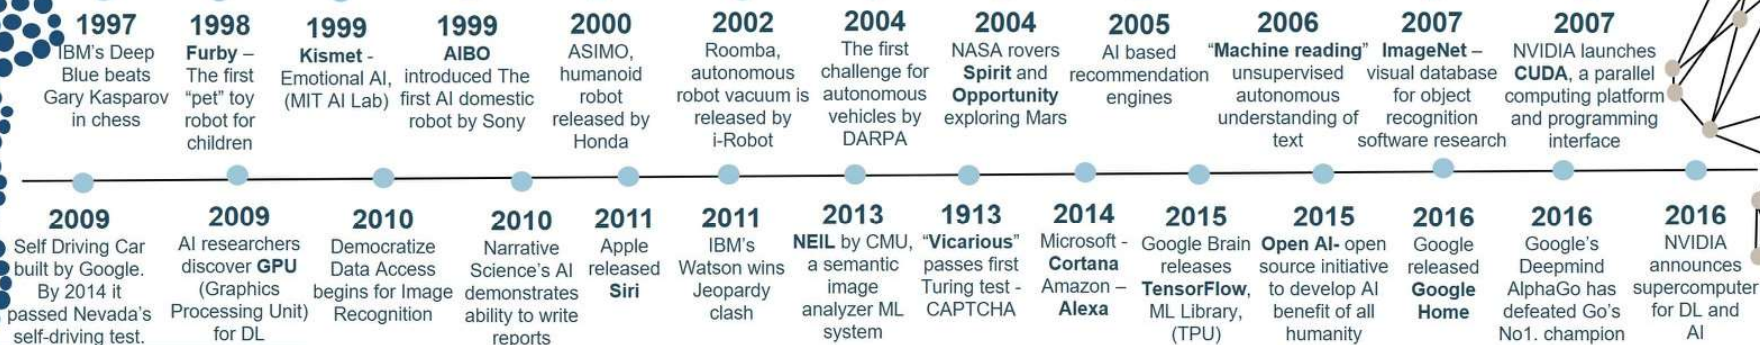 1997
IBM's Deep
Blue beats
Gary Kasparov
in chess
1998
Furby –
The first
"pet" toy
robot for
children
1999
Kismet -
Emotional AI,
(MIT AI Lab)
1999
AIBO
introduced The
first AI domestic
robot by Sony
2000
ASIMO,
humanoid
robot
released by
Honda
2002
Roomba,
autonomous
robot vacuum is
released by
i-Robot
2004
The first
challenge for
autonomous
vehicles by
DARPA
2004
NASA rovers
Spirit and
Opportunity
exploring Mars
2005
AI based
recommendation
engines
2006
"Machine reading"
unsupervised
autonomous
understanding of
text
2007
ImageNet –
visual database
for object
recognition
software research
2007
NVIDIA launches
CUDA, a parallel
computing platform
and programming
interface
2009
Self Driving Car
built by Google.
By 2014 it
passed Nevada's
self-driving test.
2009
AI researchers
discover GPU
(Graphics
Processing Unit)
for DL
2010
Democratize
Data Access
begins for Image
Recognition
2010
Narrative
Science's AI
demonstrates
ability to write
reports
2011
Apple
released
Siri
2011
IBM's
Watson wins
Jeopardy
clash
2013
NEIL by CMU,
a semantic
image
analyzer ML
system
1913
"Vicarious"
passes first
Turing test -
CAPTCHA
2014
Microsoft -
Cortana
Amazon –
Alexa
2015
Google Brain
releases
TensorFlow,
ML Library,
(TPU)
2015
Open AI- open
source initiative
to develop AI
benefit of all
humanity
2016
Google
released
Google
Home
2016
Google's
Deepmind
AlphaGo has
defeated Go's
No1. champion
2016
NVIDIA
announces
supercomputer
for DL and
AI